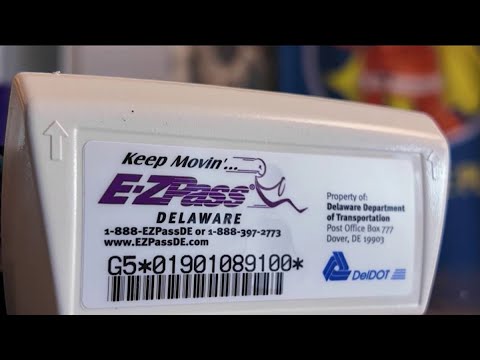 Keep Movin'...
E-ZPass®
DELAWARE
1-888-EZPassDE or 1-888-397-2773
www.EZPassDE.com
G5*01901089100*
Property of:
Delaware Department
of Transportation
Post Office Box 777
Dover, DE 19903
DelDOT